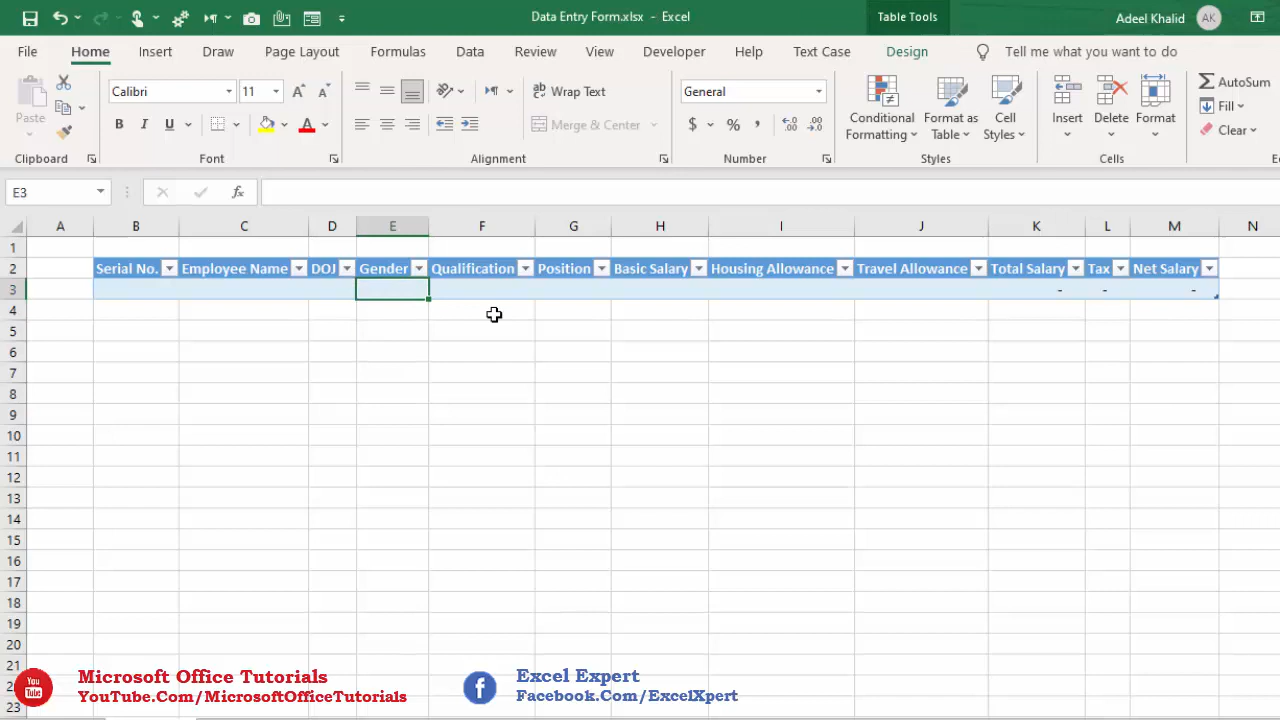 Data Entry Form.xlsx - Excel
Table Tools
Adeel Khalid AK
File Home Insert Draw Page Layout Formulas Data Review View Developer Help Text Case Design Tell me what you want to do
Paste
Calibri 11
B I U A
Wrap Text
Merge & Center
General
$ %
Conditional Formatting
Format as Table
Cell Styles
Insert Delete Format
AutoSum
Fill
Clear
Clipboard Font Alignment Number Styles Cells
E3 fx
A B C D E F G H I J K L M N
1
2 Serial No. Employee Name DOJ Gender Qualification Position Basic Salary Housing Allowance Travel Allowance Total Salary Tax Net Salary
3 - - -
4
5
6
7
8
9
10
11
12
13
14
15
16
17
18
19
20
21
23
You Tube
Microsoft Office Tutorials
YouTube.Com/MicrosoftOfficeTutorials
f
Excel Expert
Facebook.Com/ExcelXpert